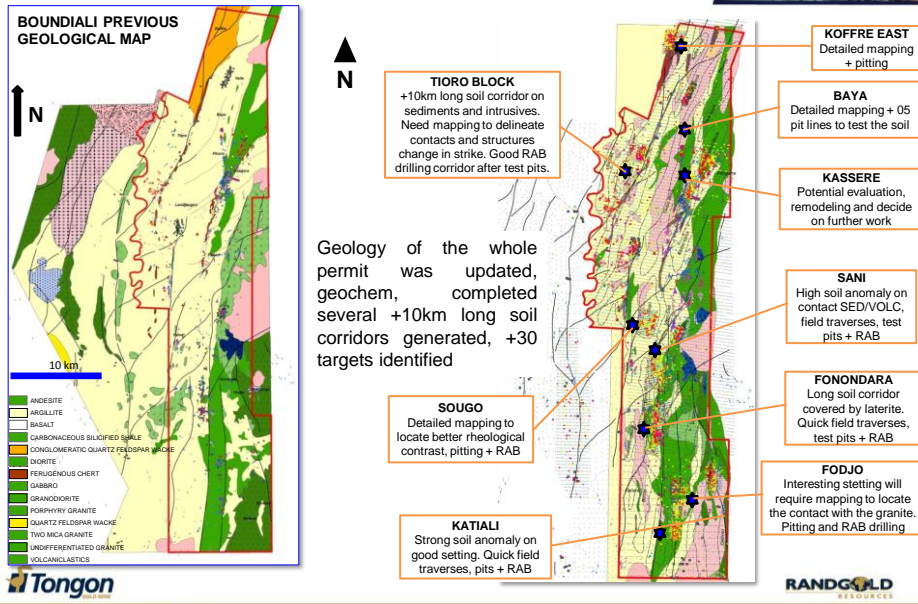 BOUNDIALI PREVIOUS
GEOLOGICAL MAP
N
10 km
ANDESITE
ARGILLITE
BASALT
CARBONACEOUS SILICIFIED SHALE
CONGLOMERATIC QUARTZ FELDSPAR WACKE
DIORITE
FERUGENOUS CHERT
GABBRO
GRANODIORITE
PORPHYRY GRANITE
QUARTZ FELDSPAR WACKE
TWO MICA GRANITE
UNDIFFERENTIATED GRANITE
VOLCANICLASTICS
N
TIORO BLOCK
+10km long soil corridor on
sediments and intrusives.
Need mapping to delineate
contacts and structures
change in strike. Good RAB
drilling corridor after test pits.
Geology of the whole
permit was updated,
geochem, completed
several +10km long soil
corridors generated, +30
targets identified
SOUGO
Detailed mapping to
locate better rheological
contrast, pitting + RAB
KATIALI
Strong soil anomaly on
good setting. Quick field
traverses, pits + RAB
KOFFRE EAST
Detailed mapping
+ pitting
BAYA
Detailed mapping + 05
pit lines to test the soil
KASSERE
Potential evaluation,
remodeling and decide
on further work
SANI
High soil anomaly on
contact SED/VOLC,
field traverses, test
pits + RAB
FONONDARA
Long soil corridor
covered by laterite.
Quick field traverses,
test pits + RAB
FODJO
Interesting stetting will
require mapping to locate
the contact with the granite.
Pitting and RAB drilling
Tongon
GOLD MINE
RANDGOLD
RESOURCES